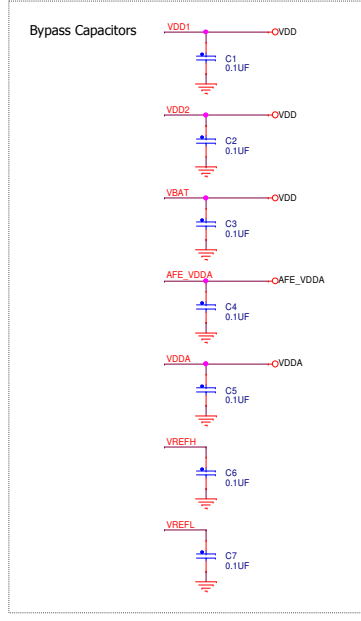 Bypass Capacitors
VDD1
VDD
C1
0.1UF
VDD2
VDD
C2
0.1UF
VBAT
VDD
C3
0.1UF
AFE_VDDA
AFE_VDDA
C4
0.1UF
VDDA
VDDA
C5
0.1UF
VREFH
C6
0.1UF
VREFL
C7
0.1UF